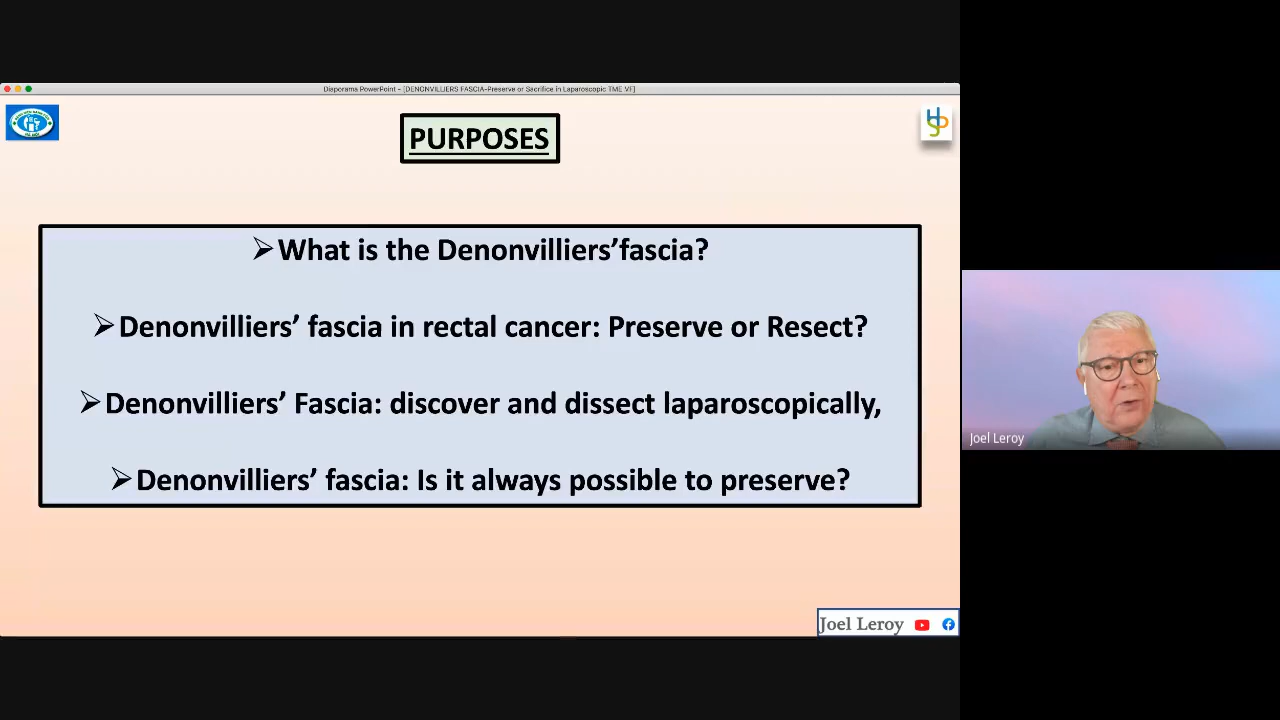 Diaporama PowerPoint - [DENONVILLIERS FASCIA-Preserve or Sacrifice in Laparoscopic TME VF]
PURPOSES
➢What is the Denonvilliers’fascia?
➢Denonvilliers’ fascia in rectal cancer: Preserve or Resect?
➢Denonvilliers’ Fascia: discover and dissect laparoscopically,
➢Denonvilliers’ fascia: Is it always possible to preserve?
Joel Leroy
Joel Leroy